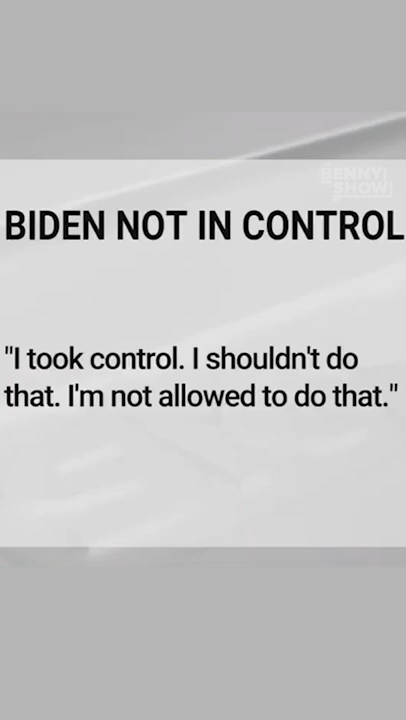 BENNY
SHOW
BIDEN NOT IN CONTROL
"I took control. I shouldn't do
that. I'm not allowed to do that."